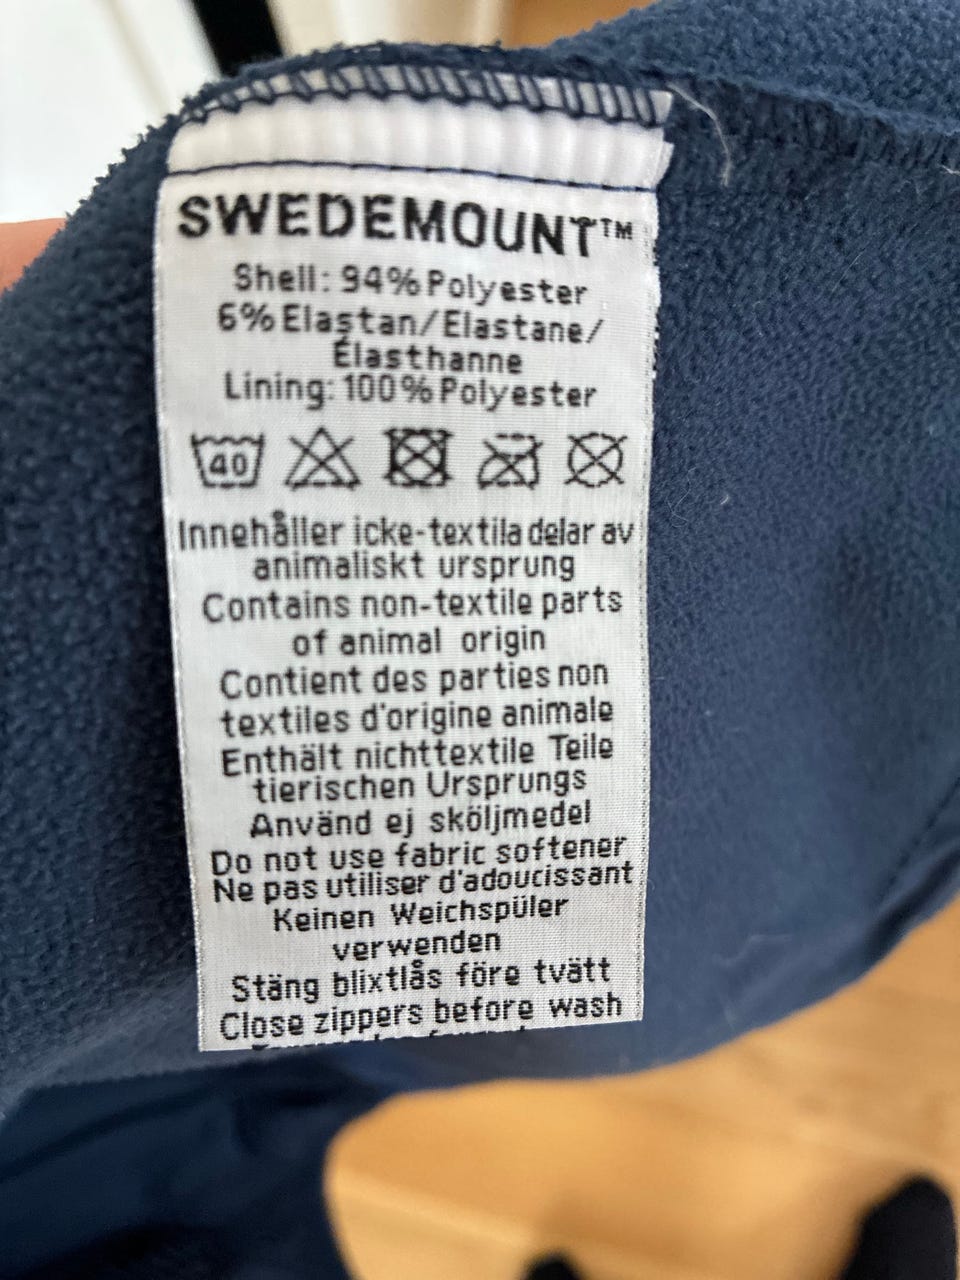 SWEDEMOUNT™
Shell: 94% Polyester
6% Elastan/Elastane/
Élasthanne
Lining: 100% Polyester
40
Innehåller icke-textila delar av
animaliskt ursprung
Contains non-textile parts
of animal origin
Contient des parties non
textiles d'origine animale
Enthält nichttextile Teile
tierischen Ursprungs
Använd ej sköljmedel
Do not use fabric softener
Ne pas utiliser d'adoucissant
Keinen Weichspüler
verwenden
Stäng blixtlås före tvätt
Close zippers before wash